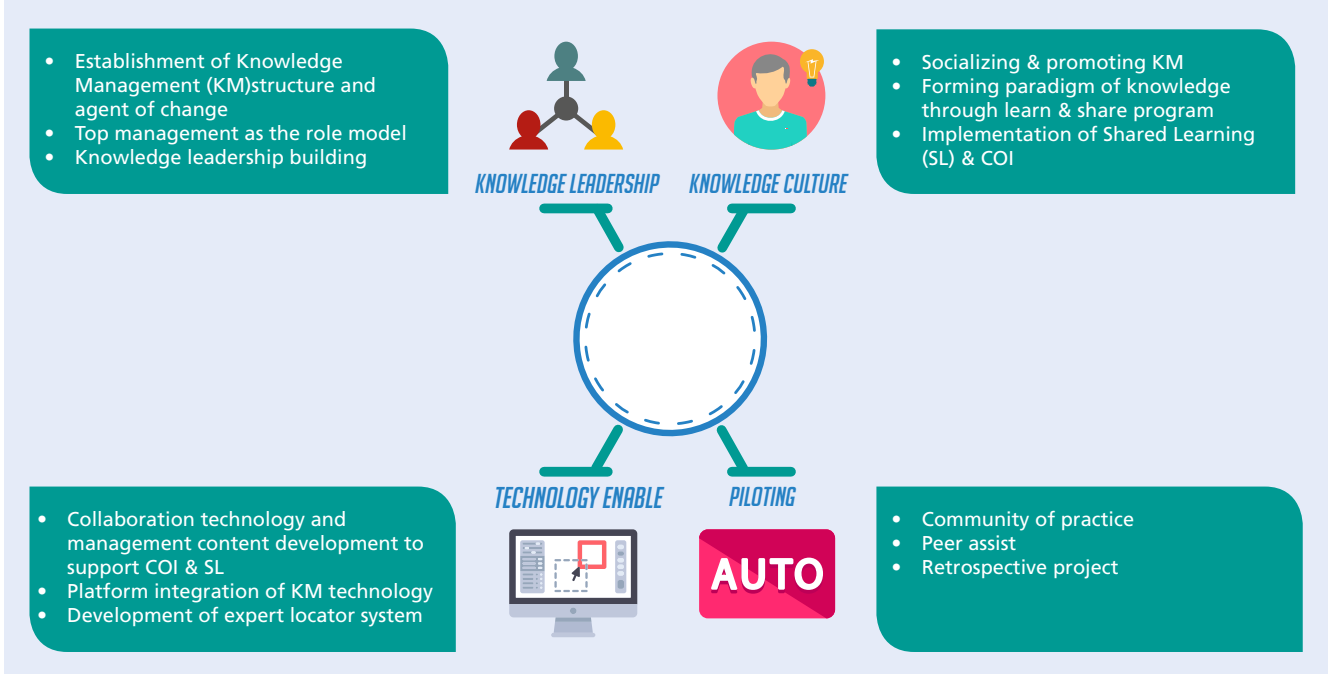 • Establishment of Knowledge
Management (KM)structure and
agent of change
• Top management as the role model
• Knowledge leadership building
KNOWLEDGE LEADERSHIP
KNOWLEDGE CULTURE
• Socializing & promoting KM
• Forming paradigm of knowledge
through learn & share program
• Implementation of Shared Learning
(SL) & COI
• Collaboration technology and
management content development to
support COI & SL
• Platform integration of KM technology
• Development of expert locator system
TECHNOLOGY ENABLE
PILOTING
AUTO
• Community of practice
• Peer assist
• Retrospective project